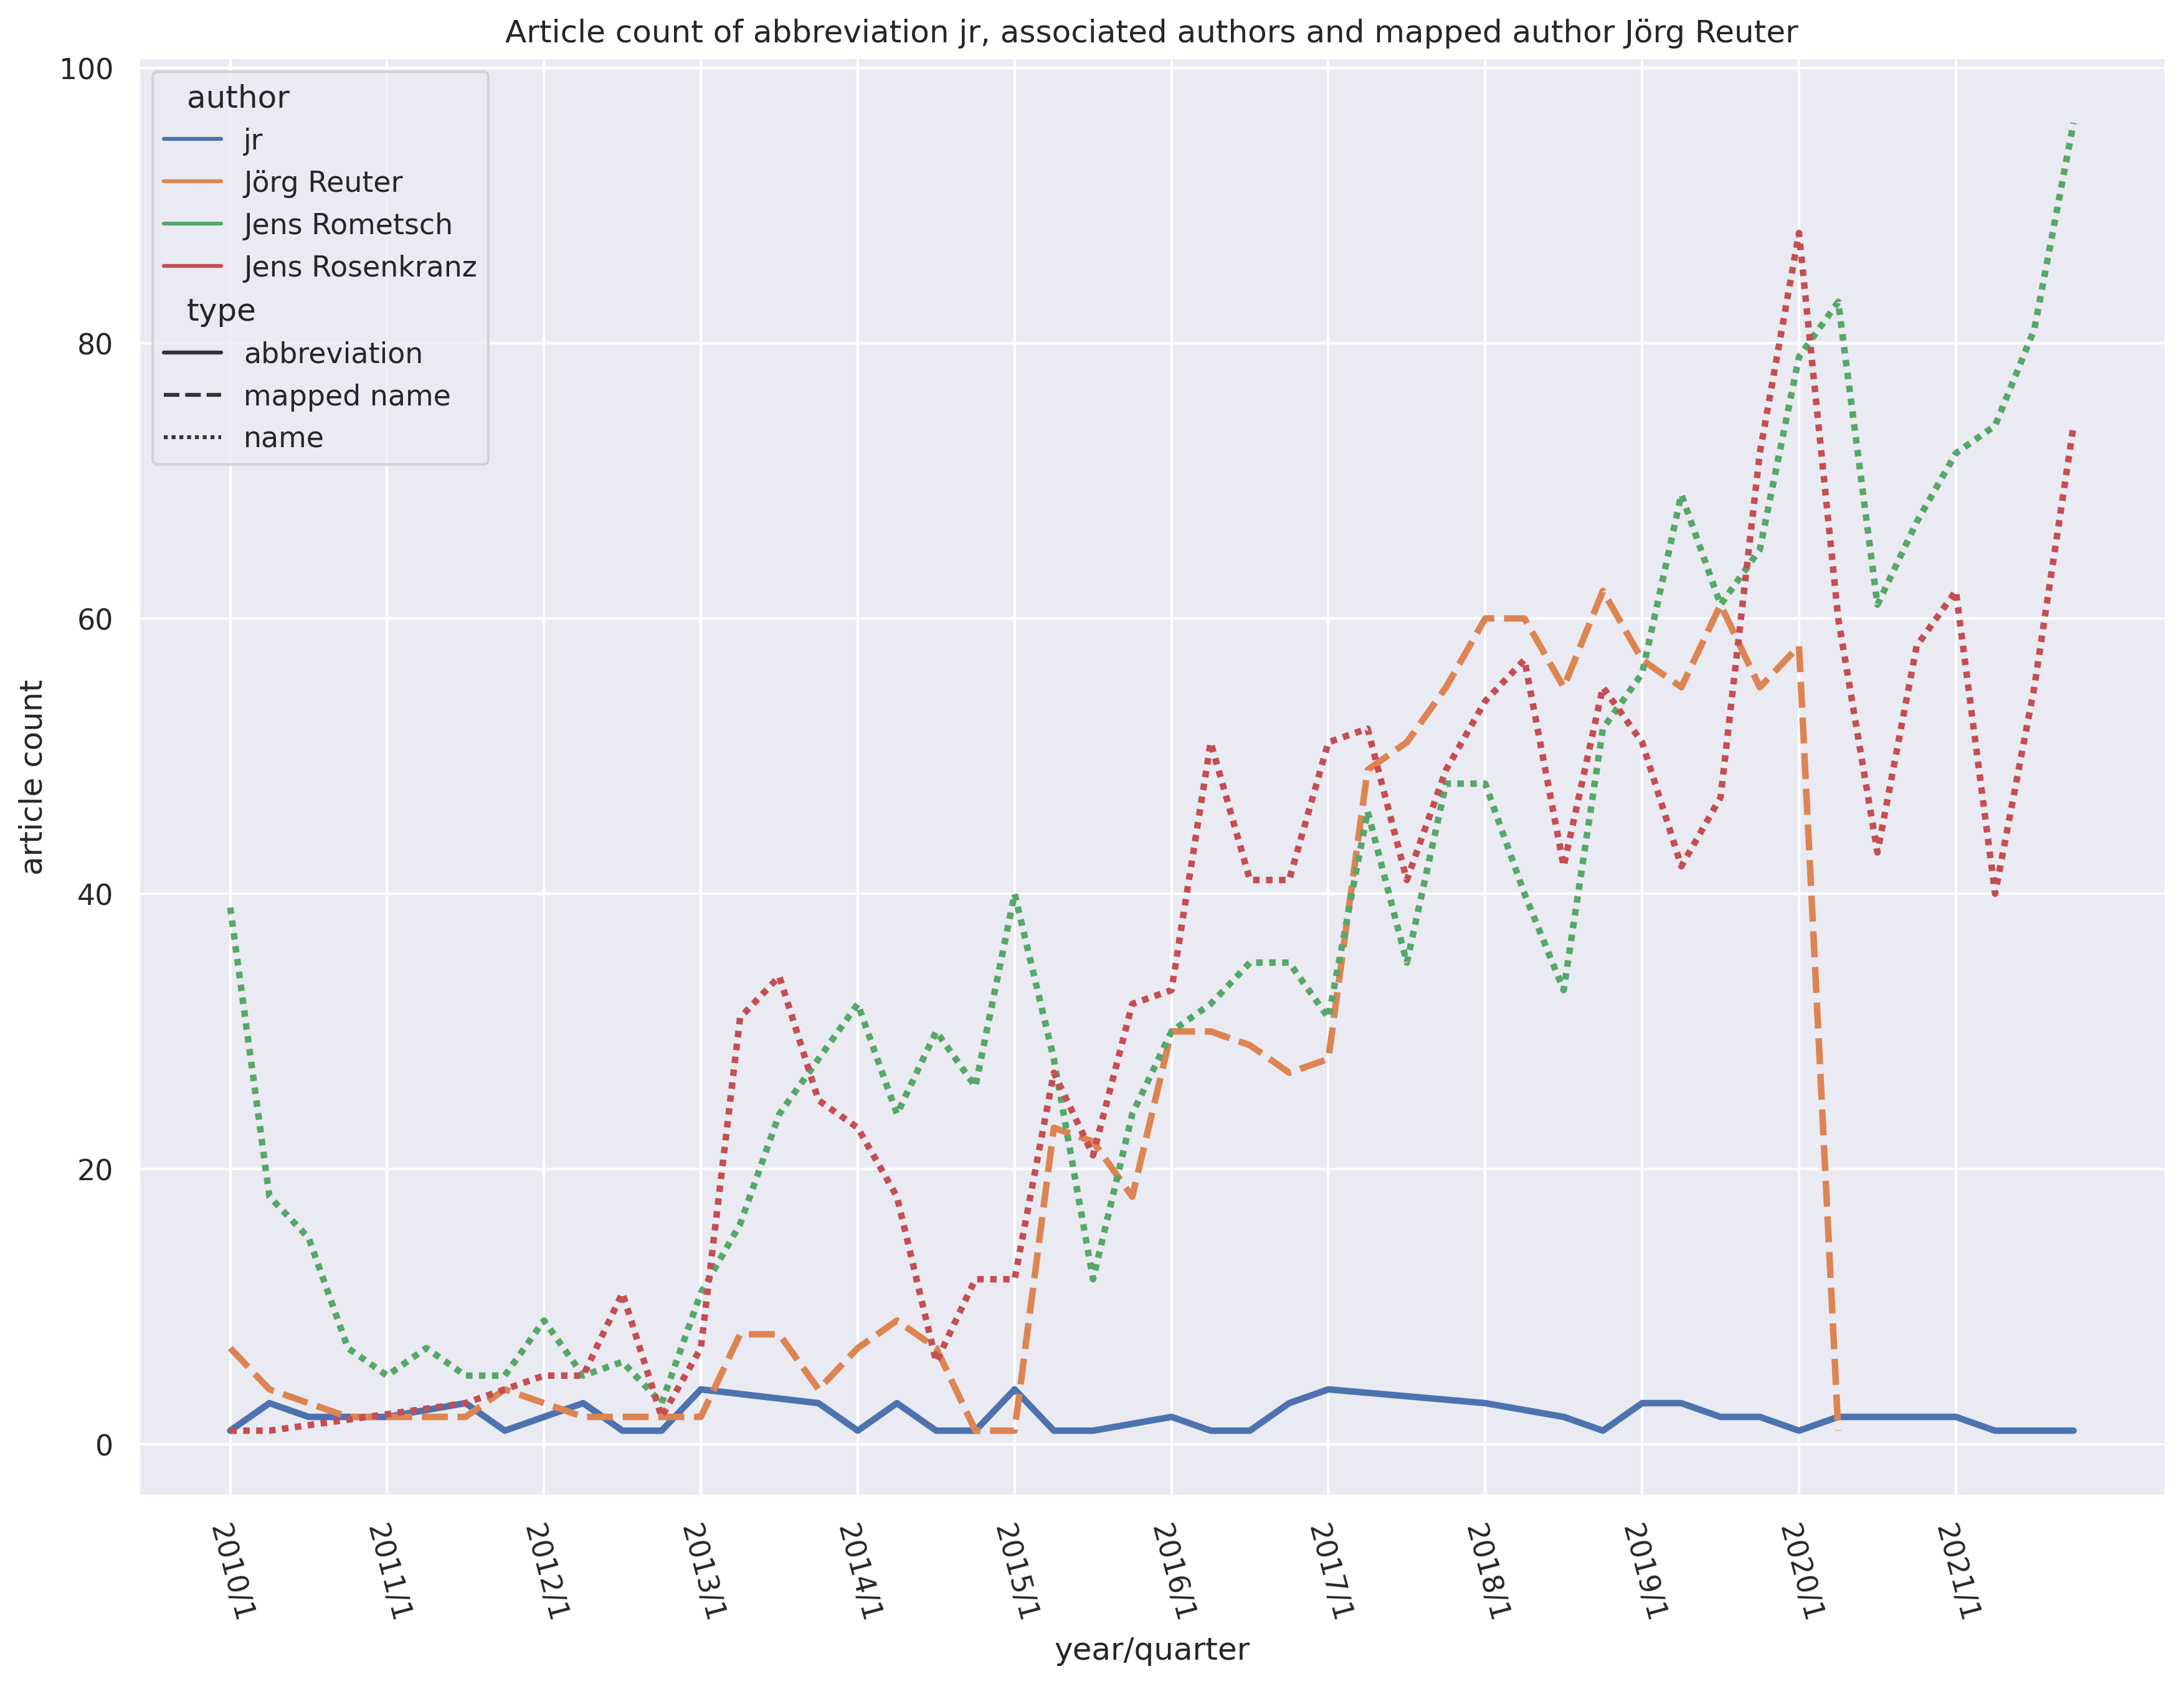 Article count of abbreviation jr, associated authors and mapped author Jörg Reuter
100
80
60
40
20
0
article count
author
jr
Jörg Reuter
Jens Rometsch
Jens Rosenkranz
type
abbreviation
mapped name
name
2010/1
2011/1
2012/1
2013/1
2014/1
2015/1
2016/1
2017/1
2018/1
2019/1
2020/1
2021/1
year/quarter